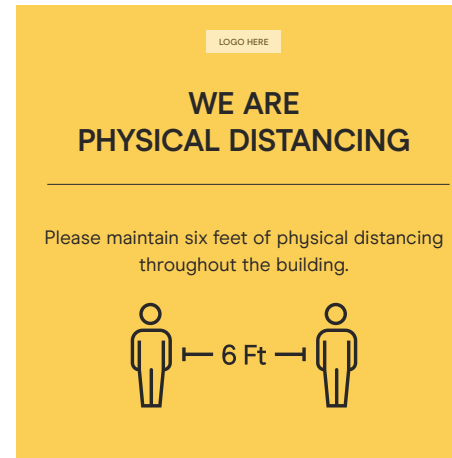 LOGO HERE
WE ARE
PHYSICAL DISTANCING
Please maintain six feet of physical distancing
throughout the building.
6 Ft